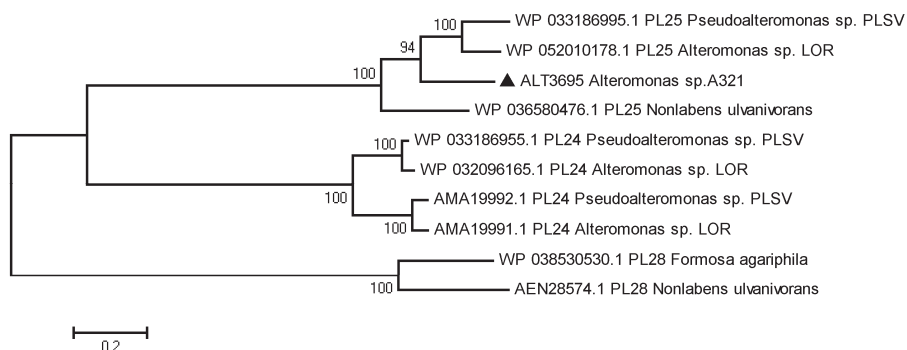 100
WP 033186995.1 PL25 Pseudoalteromonas sp. PLSV
94
WP 052010178.1 PL25 Alteromonas sp. LOR
100
ALT3695 Alteromonas sp.A321
WP 036580476.1 PL25 Nonlabens ulvanivorans
100
WP 033186955.1 PL24 Pseudoalteromonas sp. PLSV
WP 032096165.1 PL24 Alteromonas sp. LOR
100
AMA19992.1 PL24 Pseudoalteromonas sp. PLSV
100
AMA19991.1 PL24 Alteromonas sp. LOR
WP 038530530.1 PL28 Formosa agariphila
100
AEN28574.1 PL28 Nonlabens ulvanivorans
0.2